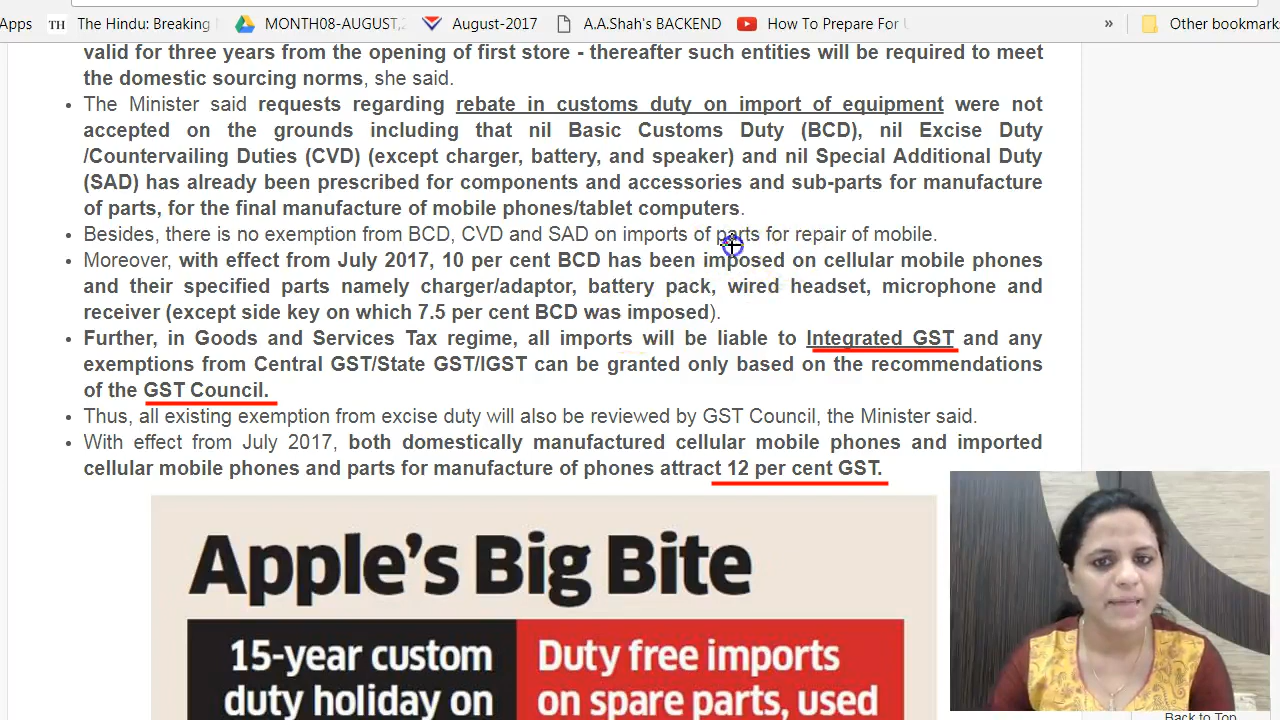 Apps
TH The Hindu: Breaking
MONTH08-AUGUST,2
August-2017
A.A.Shah's BACKEND
How To Prepare For
»
Other bookmark
valid for three years from the opening of first store - thereafter such entities will be required to meet
the domestic sourcing norms, she said.
• The Minister said requests regarding rebate in customs duty on import of equipment were not
accepted on the grounds including that nil Basic Customs Duty (BCD), nil Excise Duty
/Countervailing Duties (CVD) (except charger, battery, and speaker) and nil Special Additional Duty
(SAD) has already been prescribed for components and accessories and sub-parts for manufacture
of parts, for the final manufacture of mobile phones/tablet computers.
• Besides, there is no exemption from BCD, CVD and SAD on imports of parts for repair of mobile.
• Moreover, with effect from July 2017, 10 per cent BCD has been imposed on cellular mobile phones
and their specified parts namely charger/adaptor, battery pack, wired headset, microphone and
receiver (except side key on which 7.5 per cent BCD was imposed).
• Further, in Goods and Services Tax regime, all imports will be liable to Integrated GST and any
exemptions from Central GST/State GST/IGST can be granted only based on the recommendations
of the GST Council.
• Thus, all existing exemption from excise duty will also be reviewed by GST Council, the Minister said.
• With effect from July 2017, both domestically manufactured cellular mobile phones and imported
cellular mobile phones and parts for manufacture of phones attract 12 per cent GST.
Apple's Big Bite
15-year custom
duty holiday on
Duty free imports
on spare parts, used
Back to Top